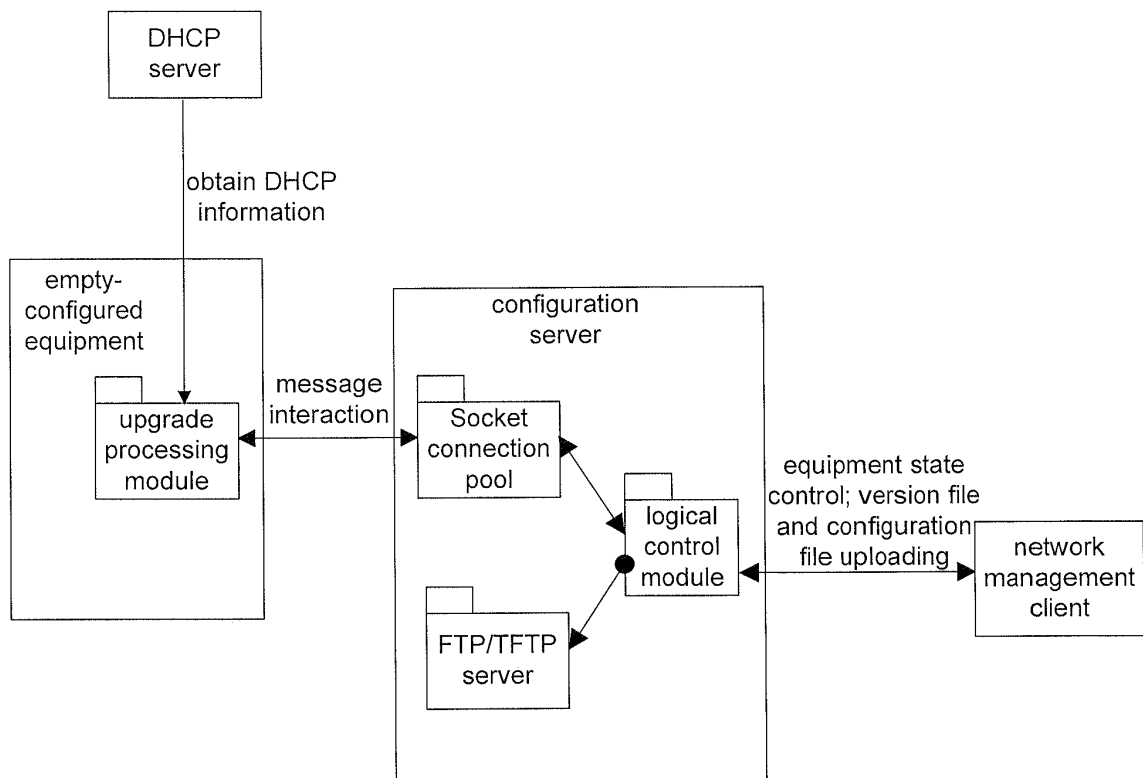 DHCP
server
obtain DHCP
information
empty-
configured
equipment
upgrade
processing
module
message
interaction
configuration
server
Socket
connection
pool
logical
control
module
FTP/TFTP
server
equipment state
control; version file
and configuration
file uploading
network
management
client